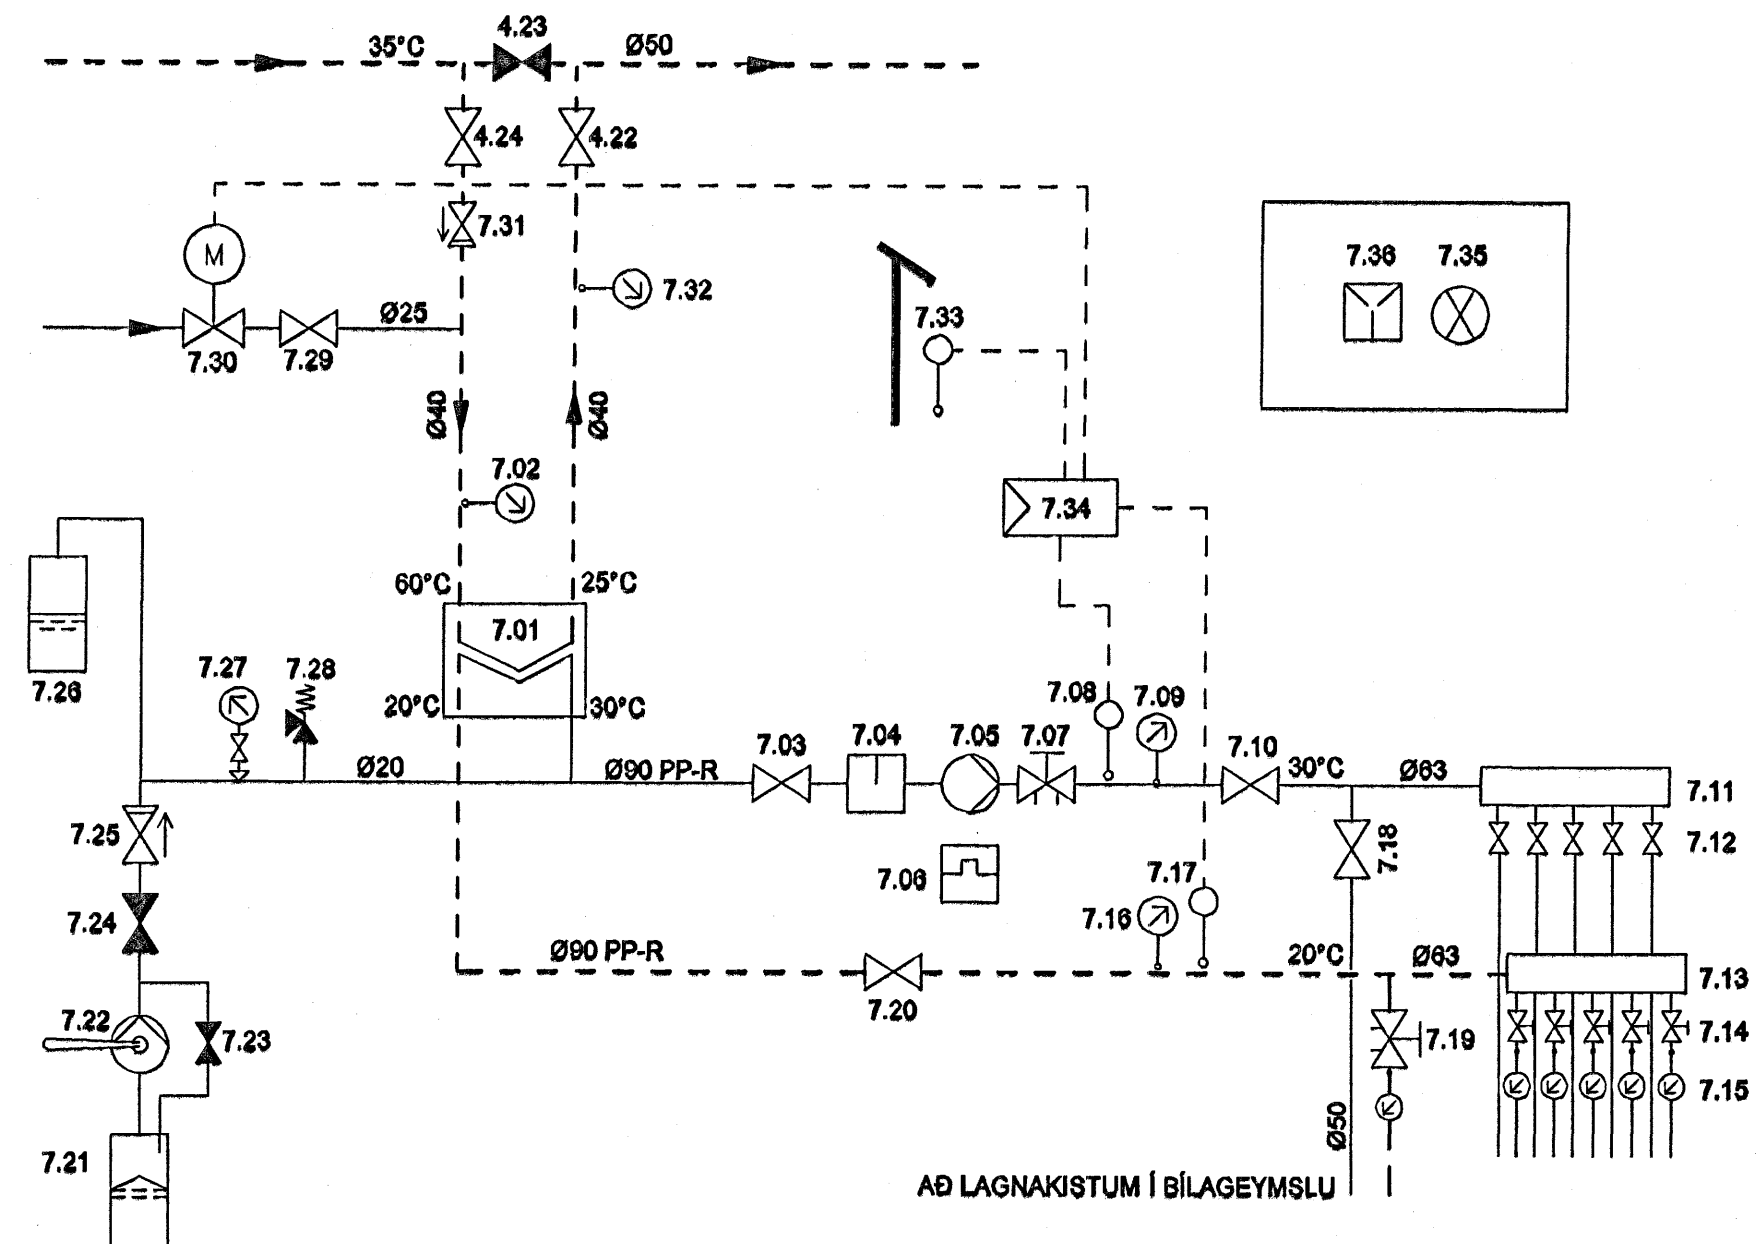 4.23
35°C
Ø50
4.24
4.22
7.31
M
7.32
Ø25
7.30
7.29
7.33
7.36
7.35
Ø40
Ø40
7.02
7.34
60°C
25°C
7.01
7.26
7.27
7.28
20°C
30°C
7.08
7.09
7.03
7.04
7.05
7.07
7.10
Ø20
Ø90 PP-R
30°C
Ø63
7.11
7.25
7.12
7.18
7.06
7.17
7.16
7.24
Ø90 PP-R
20°C
Ø63
7.13
7.20
7.22
7.23
7.19
7.14
7.15
Ø50
7.21
AÐ LAGNAKISTUM Í BÍLAGEYMSLU